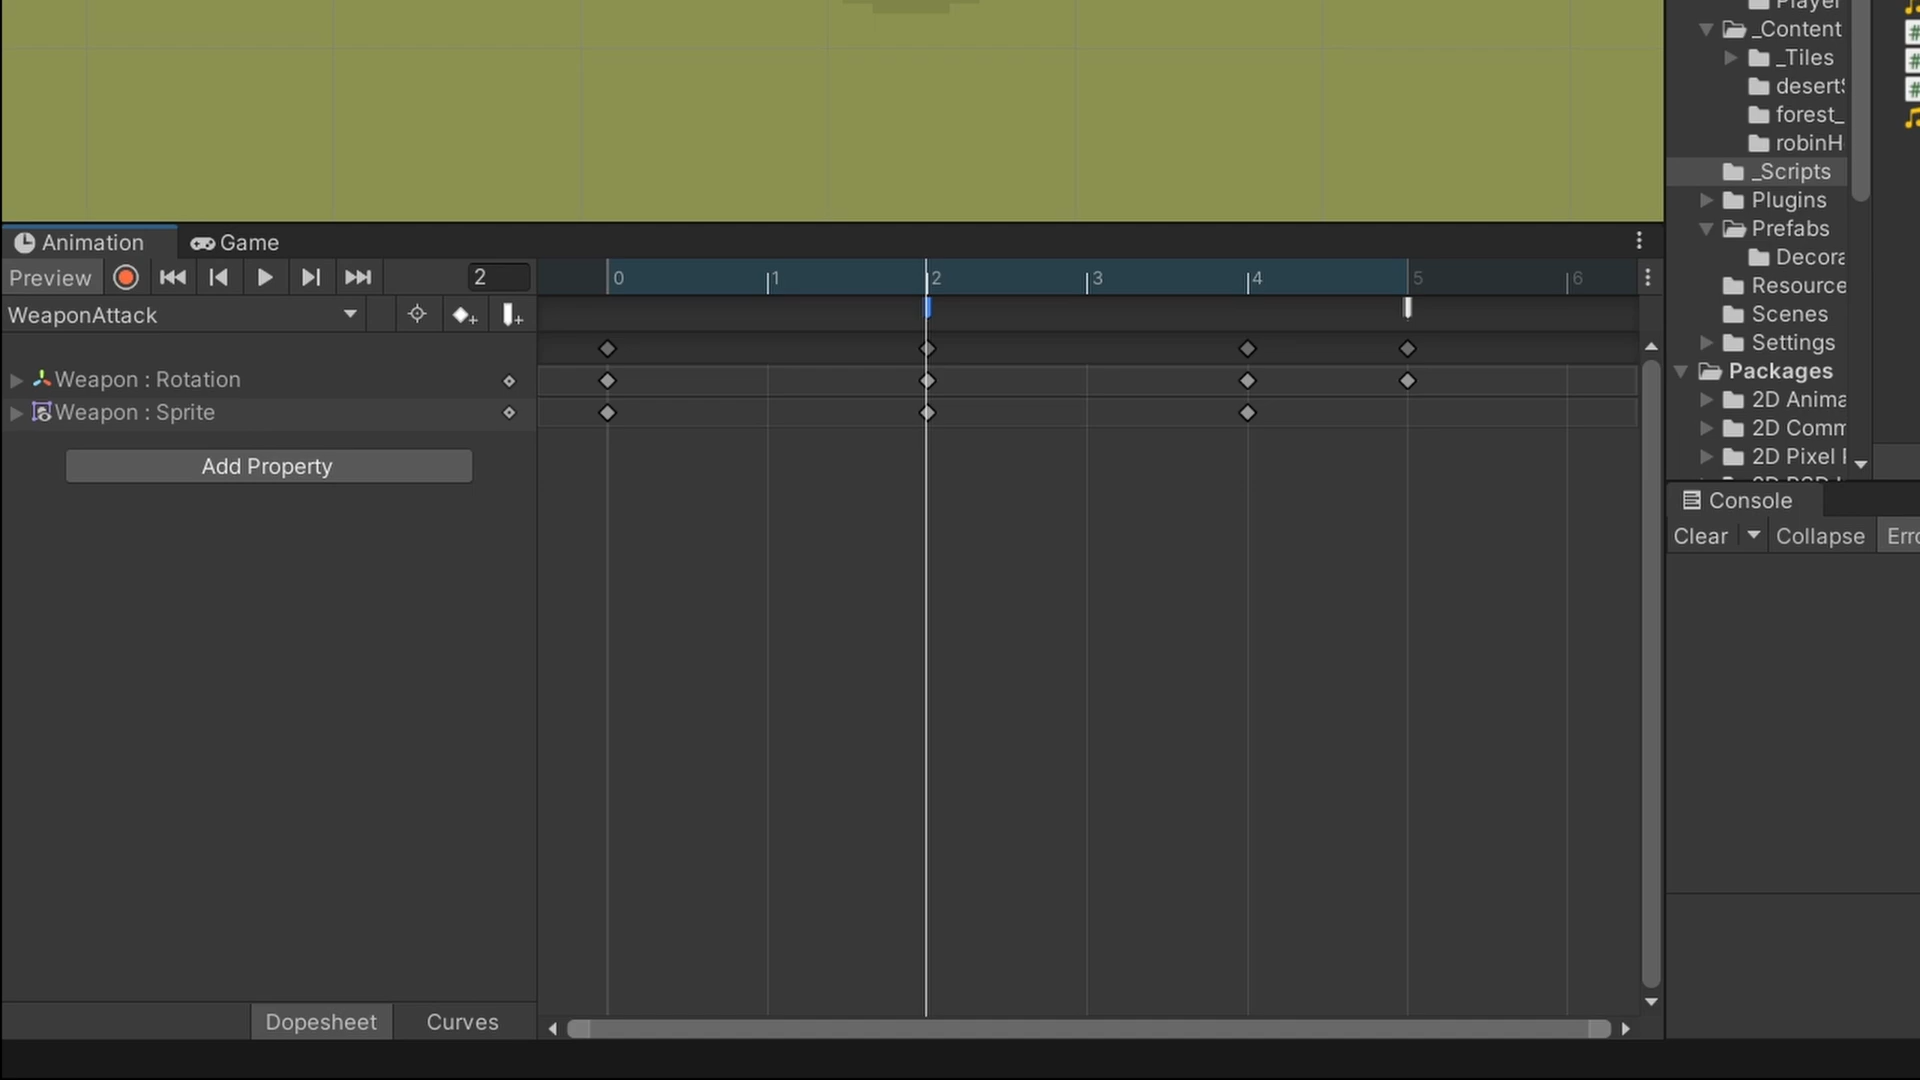 Player
_Content
_Tiles
desert
forest_
robinH
_Scripts
Plugins
Prefabs
Decora
Resource
Scenes
Settings
Packages
2D Anima
2D Comm
2D Pixel
Animation
Game
Preview
2
0 1 2 3 4 5 6
WeaponAttack
Weapon : Rotation
Weapon : Sprite
Add Property
Dopesheet
Curves
Console
Clear
Collapse
Erro